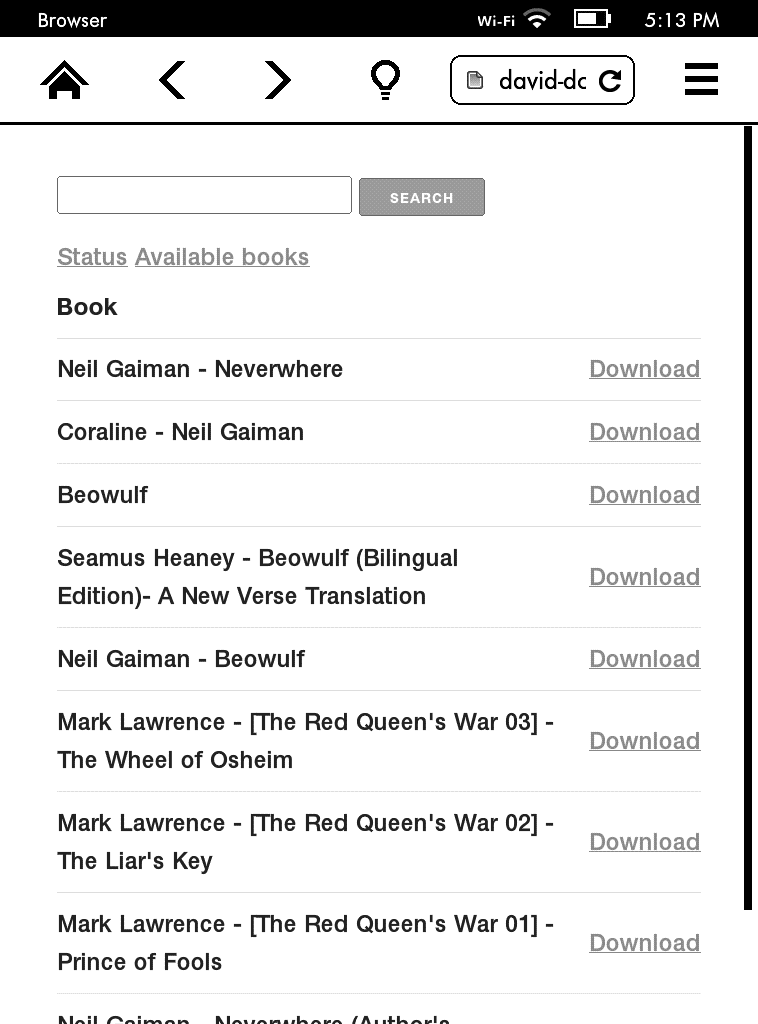 Browser Wi-Fi 5:13 PM
david-dc
SEARCH
Status Available books
Book
Neil Gaiman - Neverwhere Download
Coraline - Neil Gaiman Download
Beowulf Download
Seamus Heaney - Beowulf (Bilingual
Edition)- A New Verse Translation Download
Neil Gaiman - Beowulf Download
Mark Lawrence - [The Red Queen's War 03] -
The Wheel of Osheim Download
Mark Lawrence - [The Red Queen's War 02] -
The Liar's Key Download
Mark Lawrence - [The Red Queen's War 01] -
Prince of Fools Download
Neil Gaiman - Neverwhere (Author's